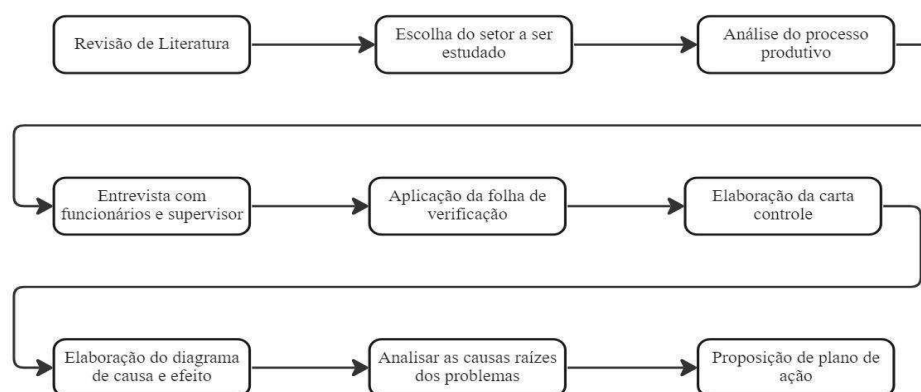 Revisão de Literatura
Escolha do setor a ser
estudado
Análise do processo
produtivo
Entrevista com
funcionários e supervisor
Aplicação da folha de
verificação
Elaboração da carta
controle
Elaboração do diagrama
de causa e efeito
Analisar as causas raízes
dos problemas
Proposição de plano de
ação